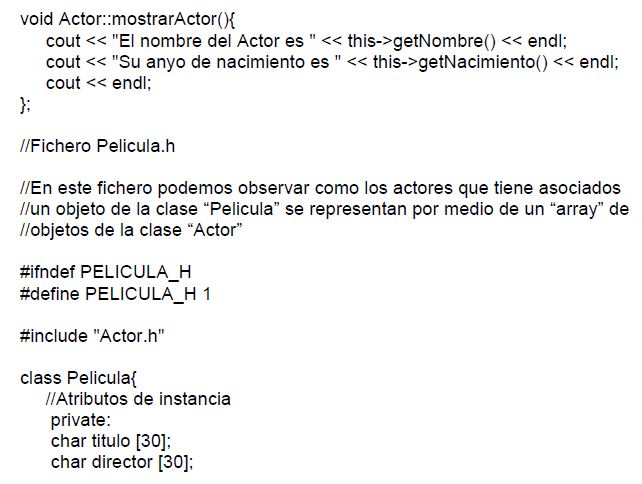 void Actor::mostrarActor(){
cout << "El nombre del Actor es " << this->getNombre() << endl;
cout << "Su anyo de nacimiento es " << this->getNacimiento() << endl;
cout << endl;
};
//Fichero Pelicula.h
//En este fichero podemos observar como los actores que tiene asociados
//un objeto de la clase “Pelicula” se representan por medio de un “array” de
//objetos de la clase “Actor”
#ifndef PELICULA_H
#define PELICULA_H 1
#include "Actor.h"
class Pelicula{
//Atributos de instancia
private:
char titulo [30];
char director [30];